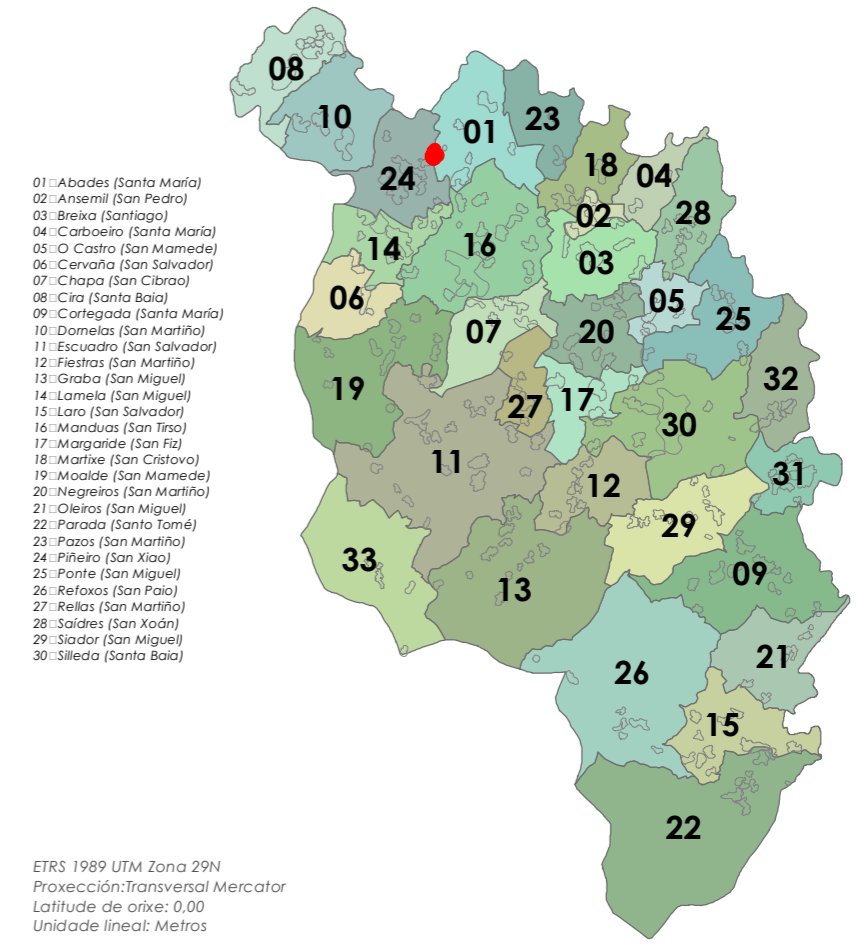 08
10
01
23
24
18
04
02
28
14
16
03
06
05
07
20
25
19
17
32
27
30
11
12
31
29
33
13
09
26
21
15
22
01□Abades (Santa María)
02□Ansemil (San Pedro)
03□Breixa (Santiago)
04□Carboeiro (Santa María)
05□O Castro (San Mamede)
06□Cervaña (San Salvador)
07□Chapa (San Cibrao)
08□Cira (Santa Baia)
09□Cortegada (Santa María)
10□Dornelas (San Martiño)
11□Escuadro (San Salvador)
12□Fiestras (San Martiño)
13□Graba (San Miguel)
14□Lamela (San Miguel)
15□Laro (San Salvador)
16□Manduas (San Tirso)
17□Margaride (San Fiz)
18□Martixe (San Cristovo)
19□Moalde (San Mamede)
20□Negreiros (San Martiño)
21□Oleiros (San Miguel)
22□Parada (Santo Tomé)
23□Pazos (San Martiño)
24□Piñeiro (San Xiao)
25□Ponte (San Miguel)
26□Refoxos (San Paio)
27□Rellas (San Martiño)
28□Saídres (San Xoán)
29□Siador (San Miguel)
30□Silleda (Santa Baia)
ETRS 1989 UTM Zona 29N
Proxección:Transversal Mercator
Latitude de orixe: 0,00
Unidade lineal: Metros